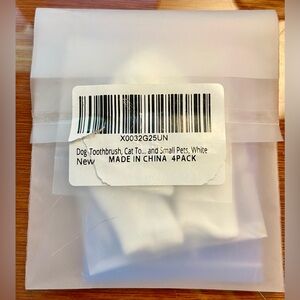 X0032G25UN
Dog Toothbrush, Cat To... and Small Pets, White
New MADE IN CHINA 4PACK